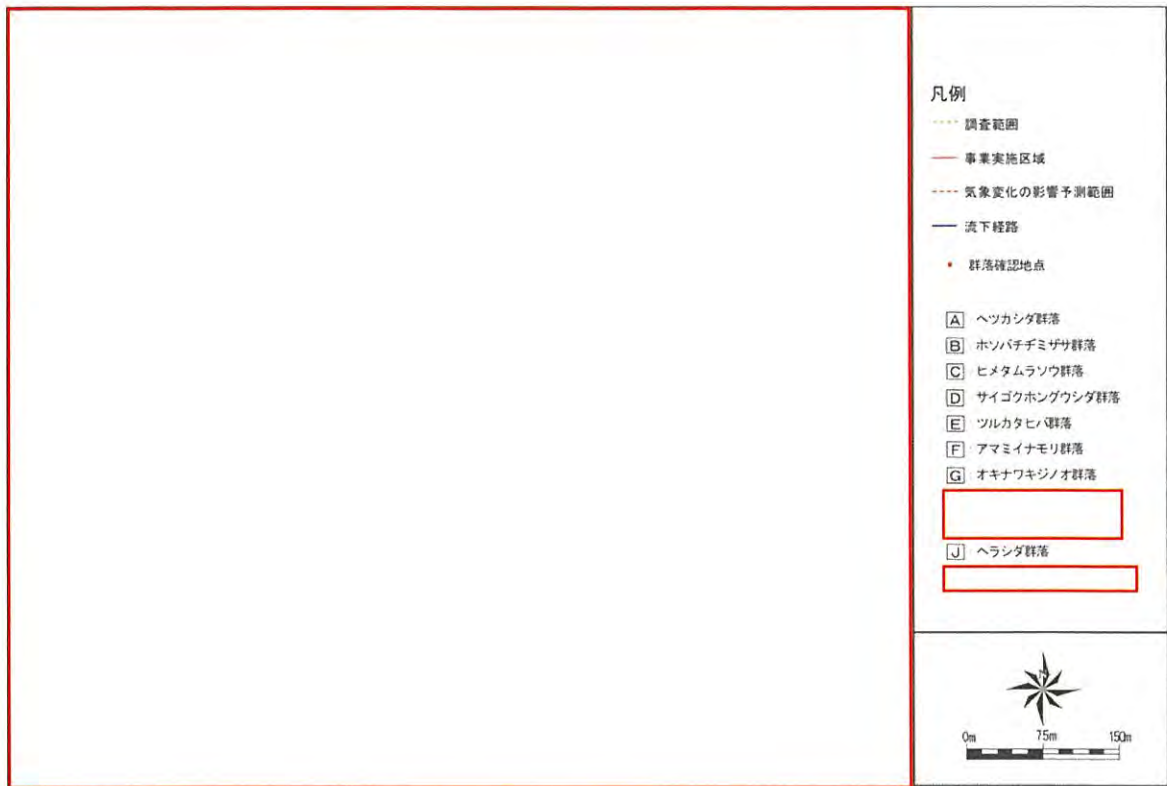 凡例
調査範囲
事業実施区域
気象変化の影響予測範囲
流下経路
群落確認地点
A ヘツカシダ群落
B ホソバチヂミザサ群落
C ヒメタムラソウ群落
D サイゴクホングウシダ群落
E ツルカタヒバ群落
F アマミイナモリ群落
G オキナワキジノオ群落
J ヘラシダ群落
N
0m 75m 150m